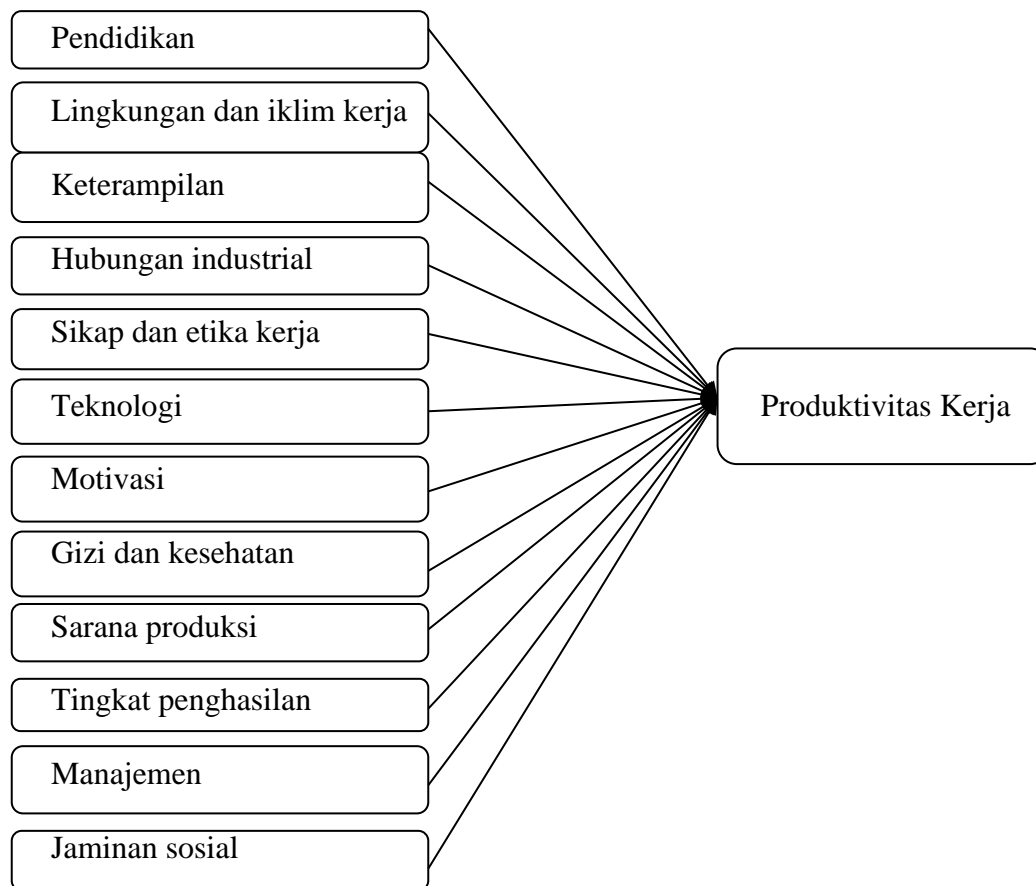 Pendidikan
Lingkungan dan iklim kerja
Keterampilan
Hubungan industrial
Sikap dan etika kerja
Teknologi
Motivasi
Gizi dan kesehatan
Sarana produksi
Tingkat penghasilan
Manajemen
Jaminan sosial
Produktivitas Kerja